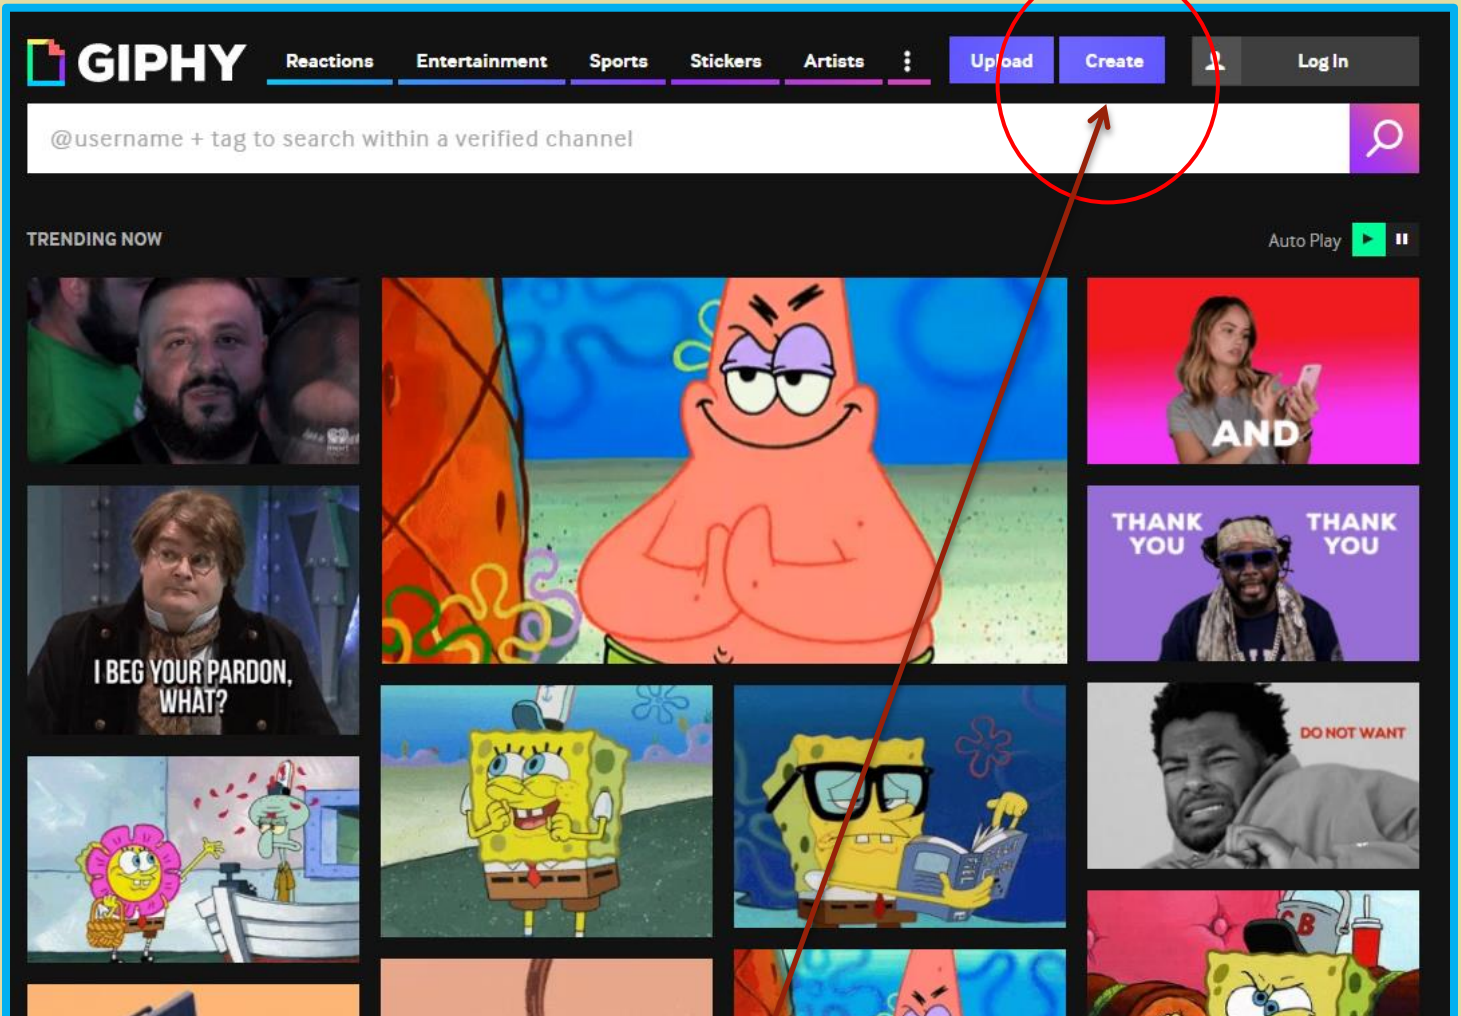 GIPHY
Reactions Entertainment Sports Stickers Artists Upload Create Log In
@username + tag to search within a verified channel
TRENDING NOW
Auto Play
AND
THANK YOU THANK YOU
I BEG YOUR PARDON,
WHAT?
DO NOT WANT
CB